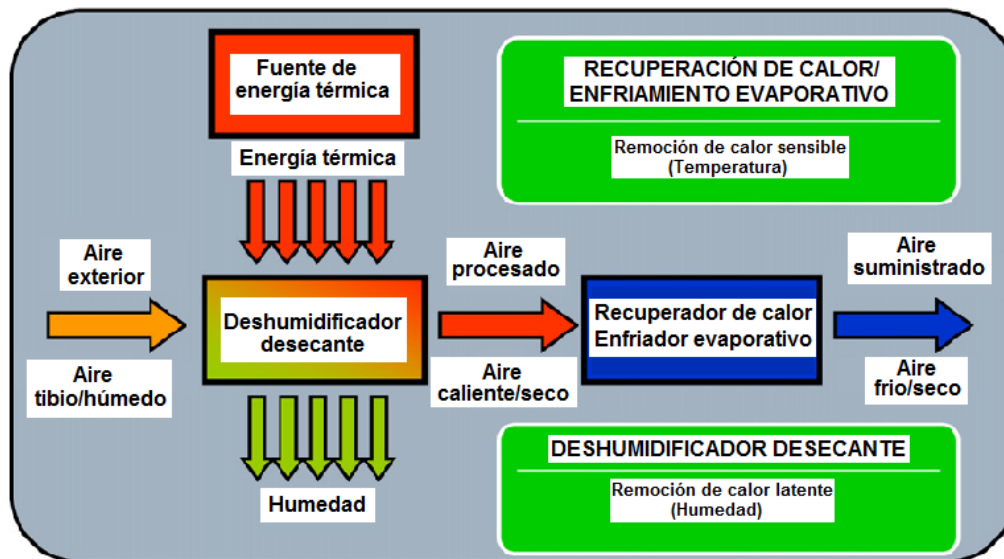 Fuente de
energía térmica
Energía térmica
RECUPERACIÓN DE CALOR/
ENFRIAMIENTO EVAPORATIVO
Remoción de calor sensible
(Temperatura)
Aire
exterior
Aire
tibio/húmedo
Deshumidificador
desecante
Aire
procesado
Aire
caliente/seco
Recuperador de calor
Enfriador evaporativo
Aire
suministrado
Aire
frio/seco
Humedad
DESHUMIDIFICADOR DESECANTE
Remoción de calor latente
(Humedad)